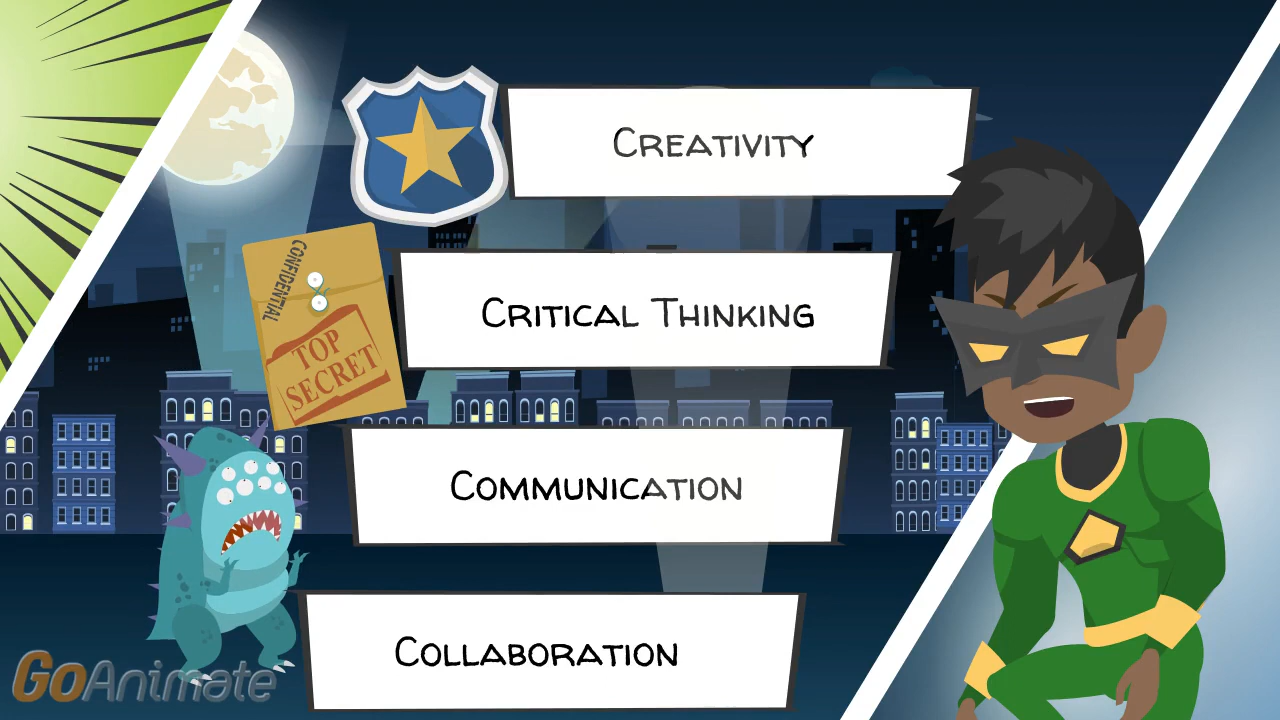 Creativity
CONFIDENTIAL
TOP
SECRET
Critical Thinking
Communication
Collaboration
GoAnimate